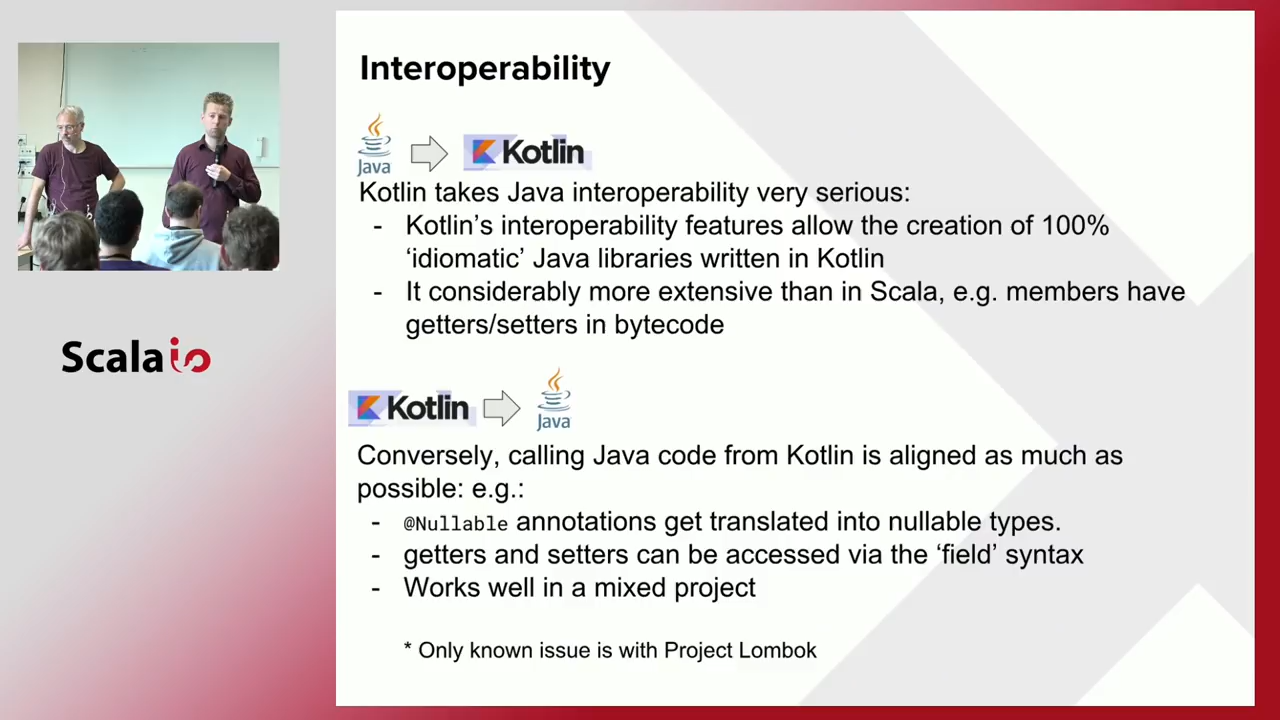 Interoperability
Java
Kotlin
Kotlin takes Java interoperability very serious:
- Kotlin's interoperability features allow the creation of 100%
'idiomatic' Java libraries written in Kotlin
- It considerably more extensive than in Scala, e.g. members have
getters/setters in bytecode
Scala io
Kotlin
Java
Conversely, calling Java code from Kotlin is aligned as much as
possible: e.g.:
- @Nullable annotations get translated into nullable types.
- getters and setters can be accessed via the 'field' syntax
- Works well in a mixed project
* Only known issue is with Project Lombok